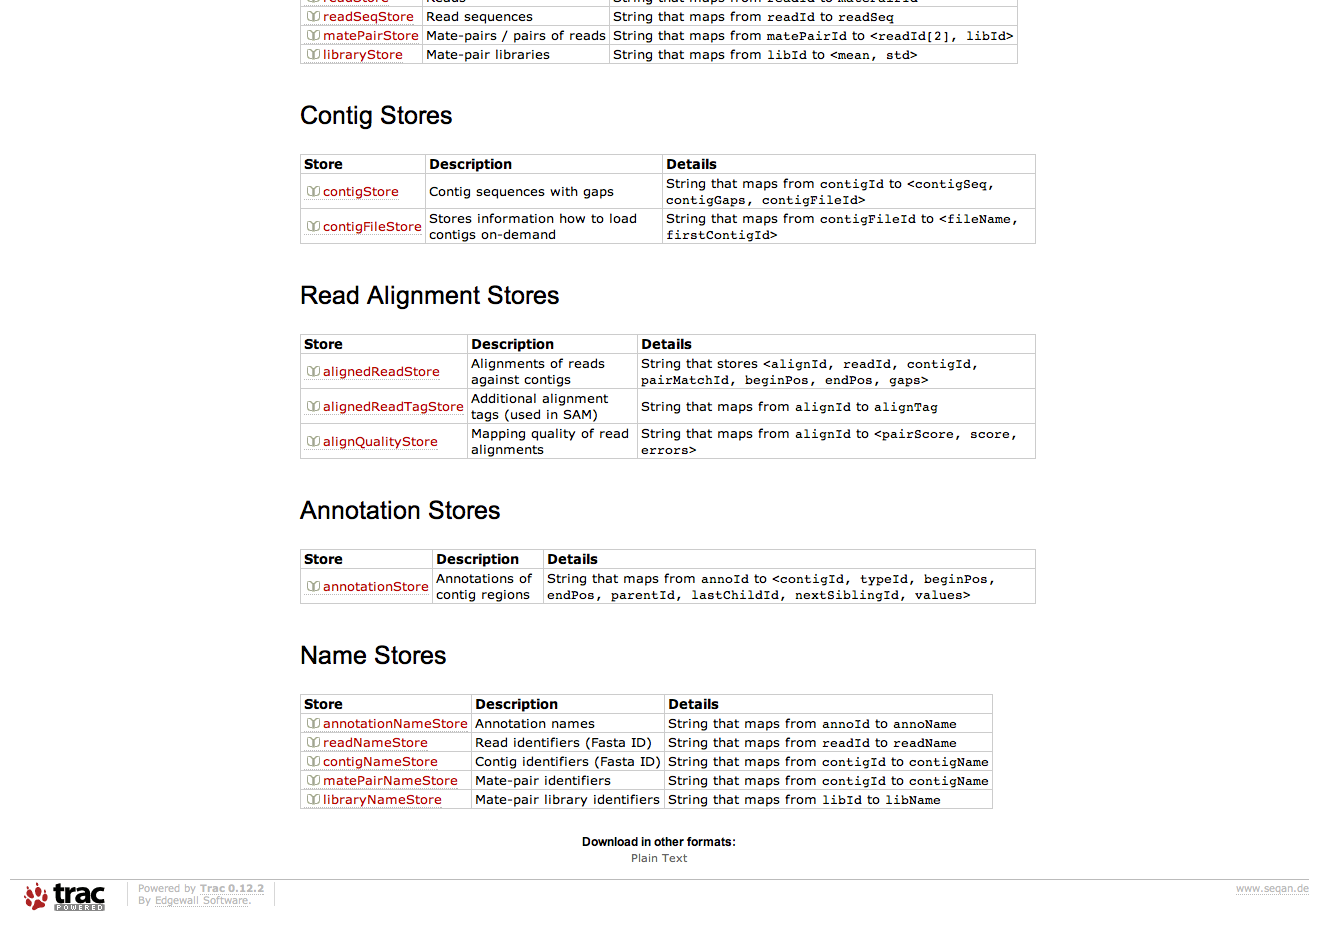 readStore Reads String that maps from readId to matePairId
readSeqStore Read sequences String that maps from readId to readSeq
matePairStore Mate-pairs / pairs of reads String that maps from matePairId to <readId[2], libId>
libraryStore Mate-pair libraries String that maps from libId to <mean, std>
Contig Stores
Store Description Details
contigStore Contig sequences with gaps String that maps from contigId to <contigSeq,
contigGaps, contigFileId>
contigFileStore Stores information how to load
contigs on-demand String that maps from contigFileId to <fileName,
firstContigId>
Read Alignment Stores
Store Description Details
alignedReadStore Alignments of reads
against contigs String that stores <alignId, readId, contigId,
pairMatchId, beginPos, endPos, gaps>
alignedReadTagStore Additional alignment
tags (used in SAM) String that maps from alignId to alignTag
alignQualityStore Mapping quality of read
alignments String that maps from alignId to <pairScore, score,
errors>
Annotation Stores
Store Description Details
annotationStore Annotations of
contig regions String that maps from annoId to <contigId, typeId, beginPos,
endPos, parentId, lastChildId, nextSiblingId, values>
Name Stores
Store Description Details
annotationNameStore Annotation names String that maps from annoId to annoName
readNameStore Read identifiers (Fasta ID) String that maps from readId to readName
contigNameStore Contig identifiers (Fasta ID) String that maps from contigId to contigName
matePairNameStore Mate-pair identifiers String that maps from contigId to contigName
libraryNameStore Mate-pair library identifiers String that maps from libId to libName
Download in other formats:
Plain Text
trac
POWERED
Powered by Trac 0.12.2
By Edgewall Software.
www.seqan.de